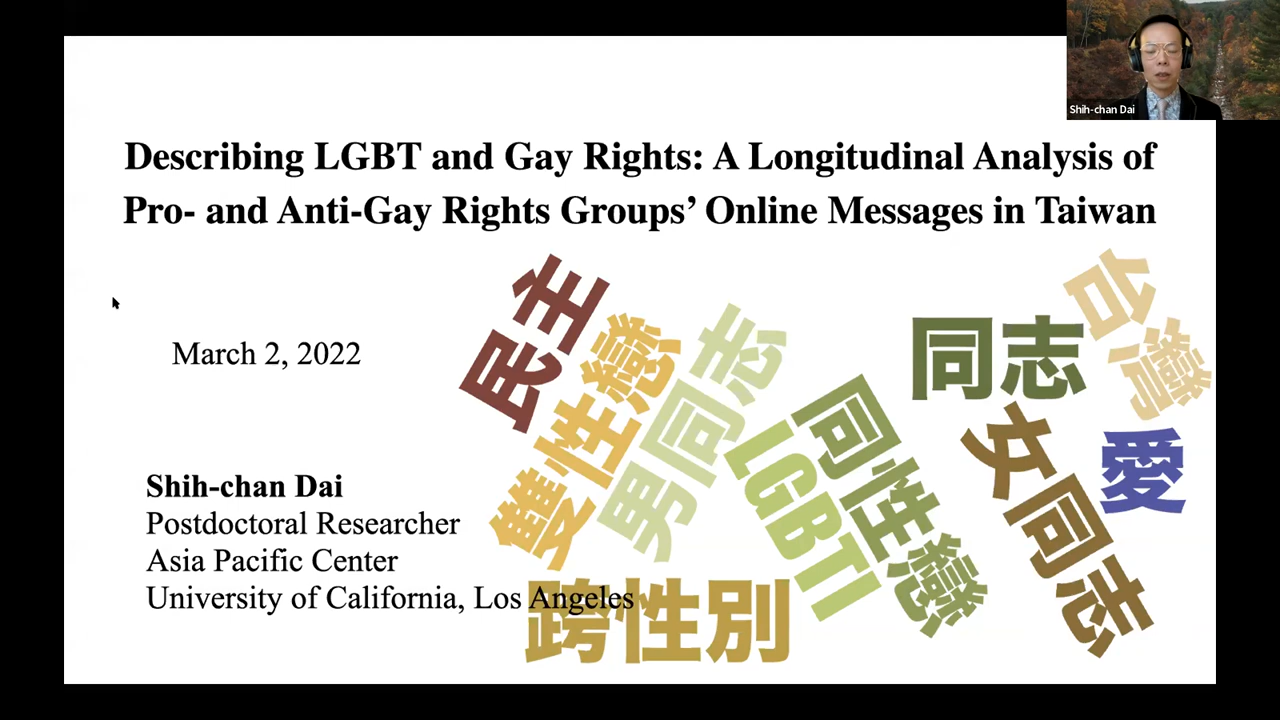 Shih-chan Dai
Describing LGBT and Gay Rights: A Longitudinal Analysis of
Pro- and Anti-Gay Rights Groups’ Online Messages in Taiwan
March 2, 2022
Shih-chan Dai
Postdoctoral Researcher
Asia Pacific Center
University of California, Los Angeles
民主
雙性戀
男同志
LGBTI
同性戀
同志
台灣
女同志
愛
跨性別